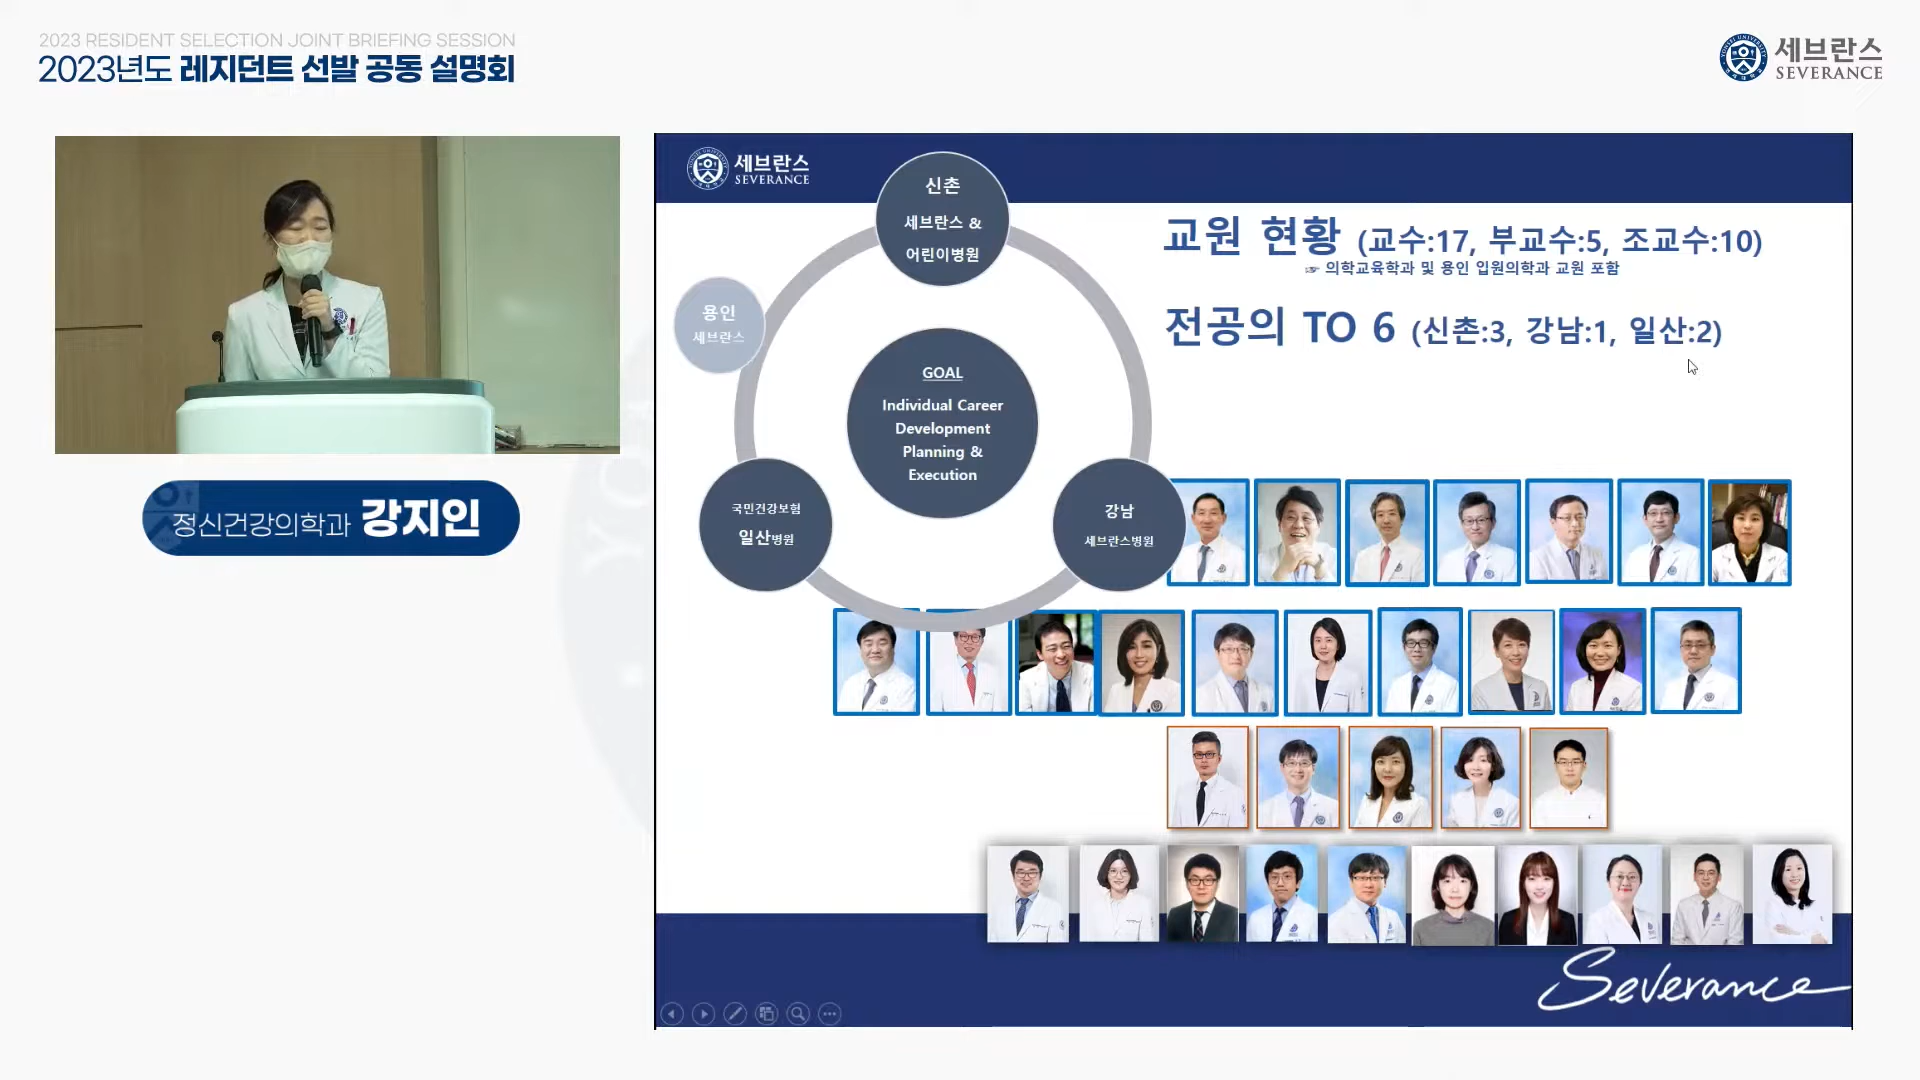 2023 RESIDENT SELECTION JOINT BRIEFING SESSION
2023년도 레지던트 선발 공동 설명회
세브란스
SEVERANCE
정신건강의학과 강지인
세브란스
SEVERANCE
신촌
세브란스 &
어린이병원
용인
세브란스
GOAL
Individual Career
Development
Planning &
Execution
국민건강보험
일산병원
강남
세브란스병원
교원 현황 (교수:17, 부교수:5, 조교수:10)
☞ 의학교육학과 및 용인 입원의학과 교원 포함
전공의 TO 6 (신촌:3, 강남:1, 일산:2)
Severance